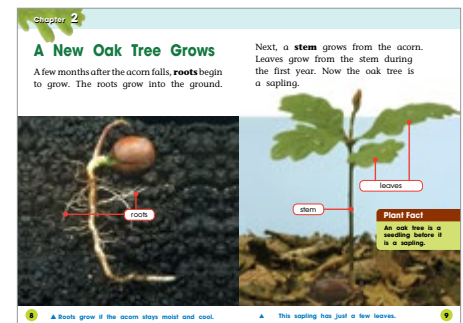 Chapter 2
A New Oak Tree Grows
A few months after the acorn falls, roots begin
to grow. The roots grow into the ground.
roots
8
▲ Roots grow if the acorn stays moist and cool.
Next, a stem grows from the acorn.
Leaves grow from the stem during
the first year. Now the oak tree is
a sapling.
leaves
stem
Plant Fact
An oak tree is a
seedling before it
is a sapling.
▲ This sapling has just a few leaves.
9